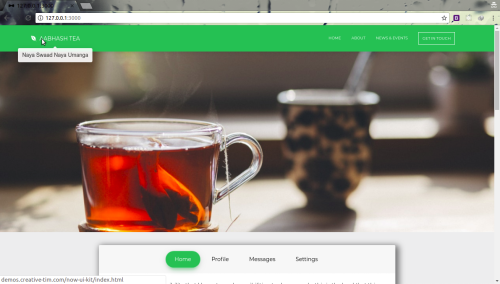 127.0.0.1:3000
AABHASH TEA
HOME
ABOUT
NEWS & EVENTS
GET IN TOUCH
Naya Swaad Naya Umanga
Home
Profile
Messages
Settings
demos.creative-tim.com/now-ui-kit/index.html